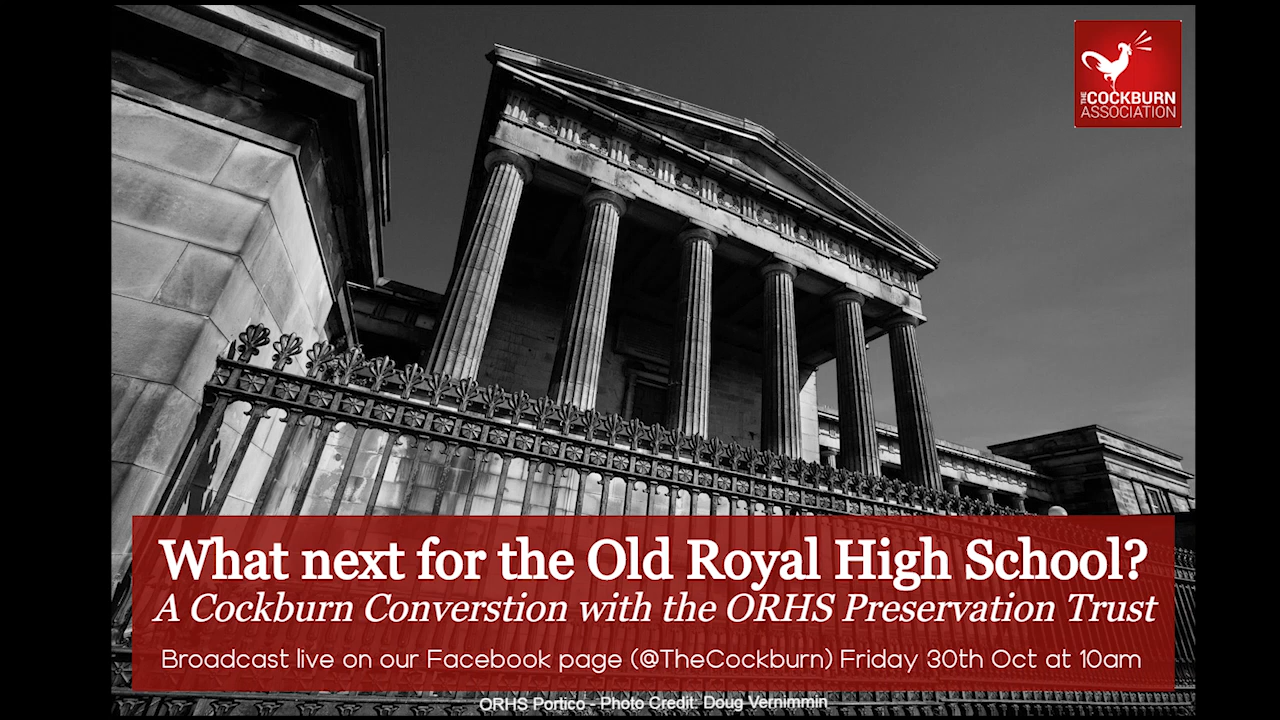 THE COCKBURN
ASSOCIATION
What next for the Old Royal High School?
A Cockburn Converstion with the ORHS Preservation Trust
Broadcast live on our Facebook page (@TheCockburn) Friday 30th Oct at 10am
ORHS Portico - Photo Credit: Doug Vernimmin